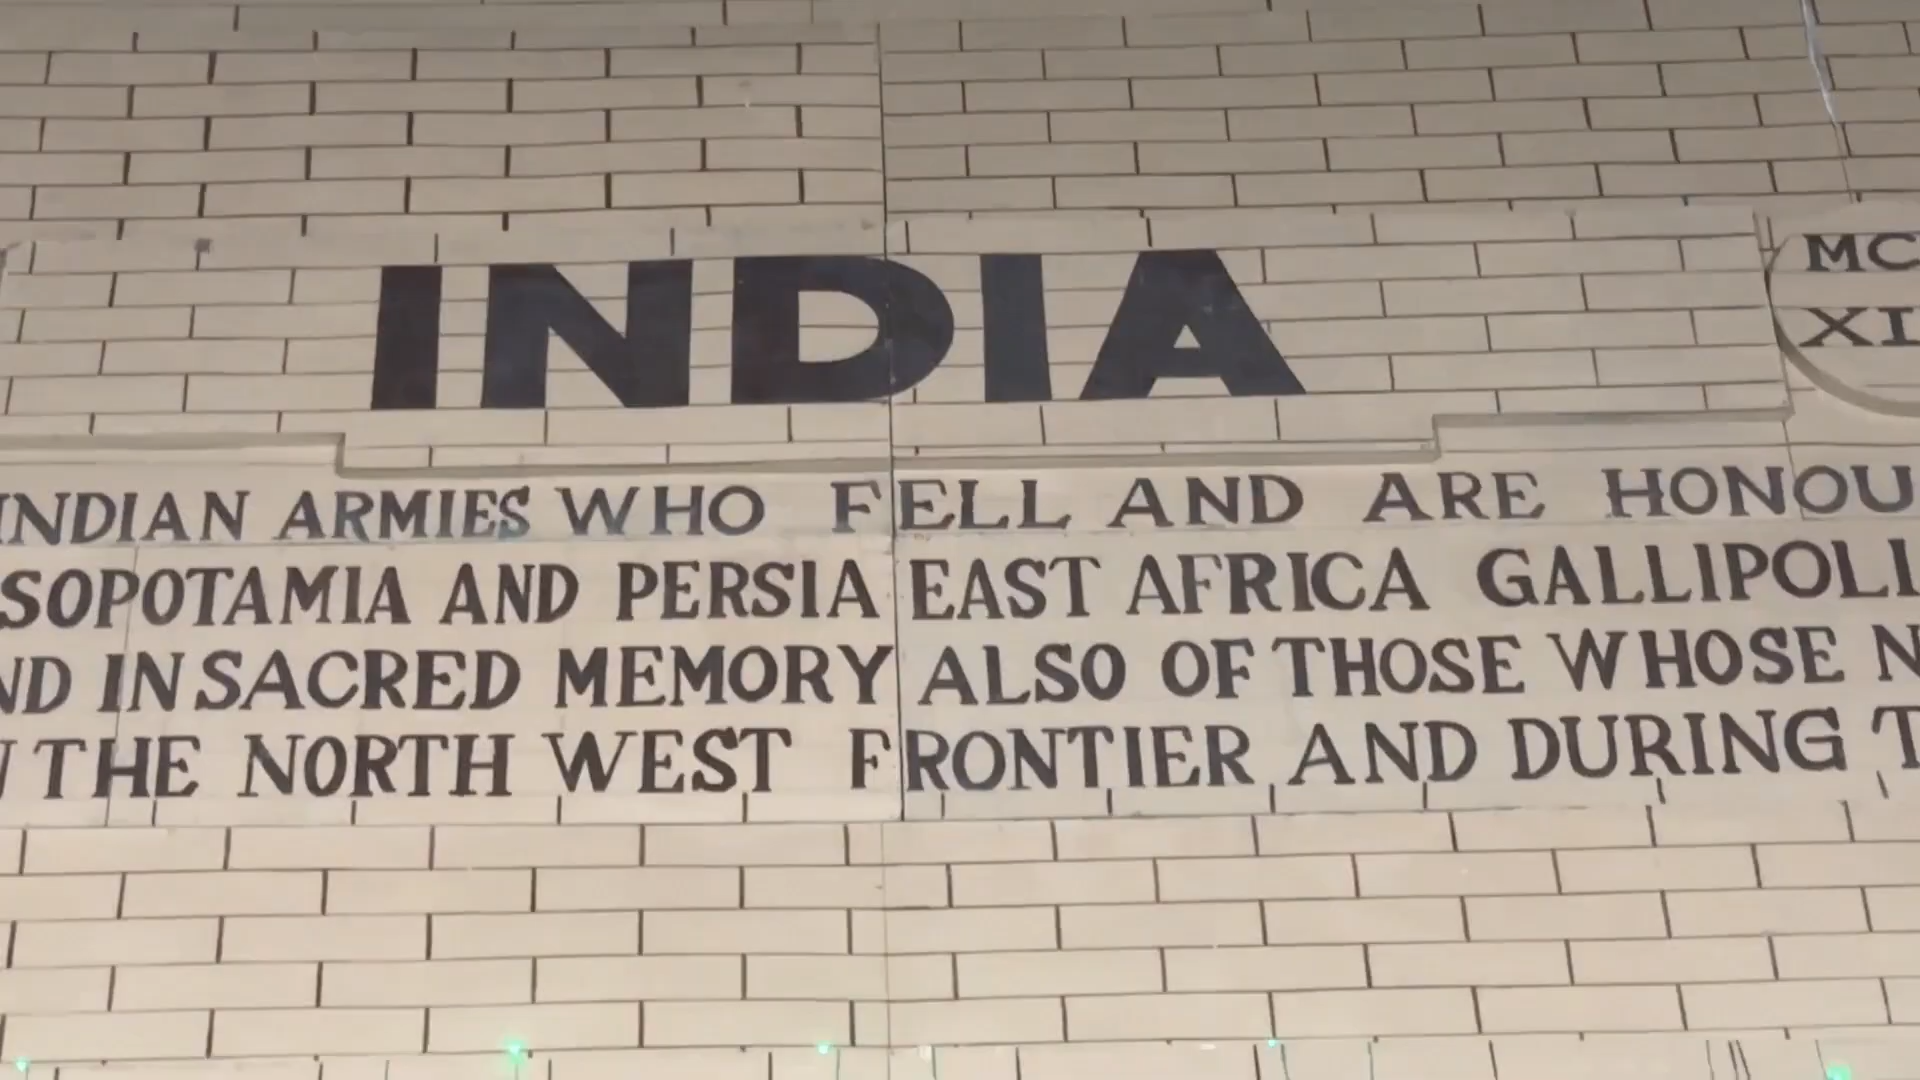 INDIA
MC
XI
INDIAN ARMIES WHO FELL AND ARE HONOU
SOPOTAMIA AND PERSIA EAST AFRICA GALLIPOLI
ND IN SACRED MEMORY ALSO OF THOSE WHOSE N
THE NORTH WEST FRONTIER AND DURING T